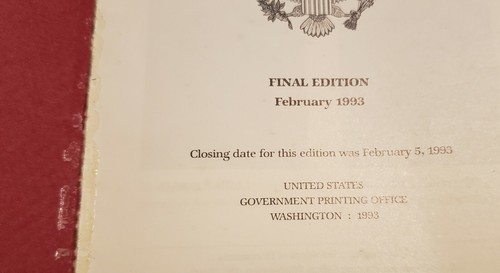 FINAL EDITION
February 1993
Closing date for this edition was February 5, 1993
UNITED STATES
GOVERNMENT PRINTING OFFICE
WASHINGTON : 1993